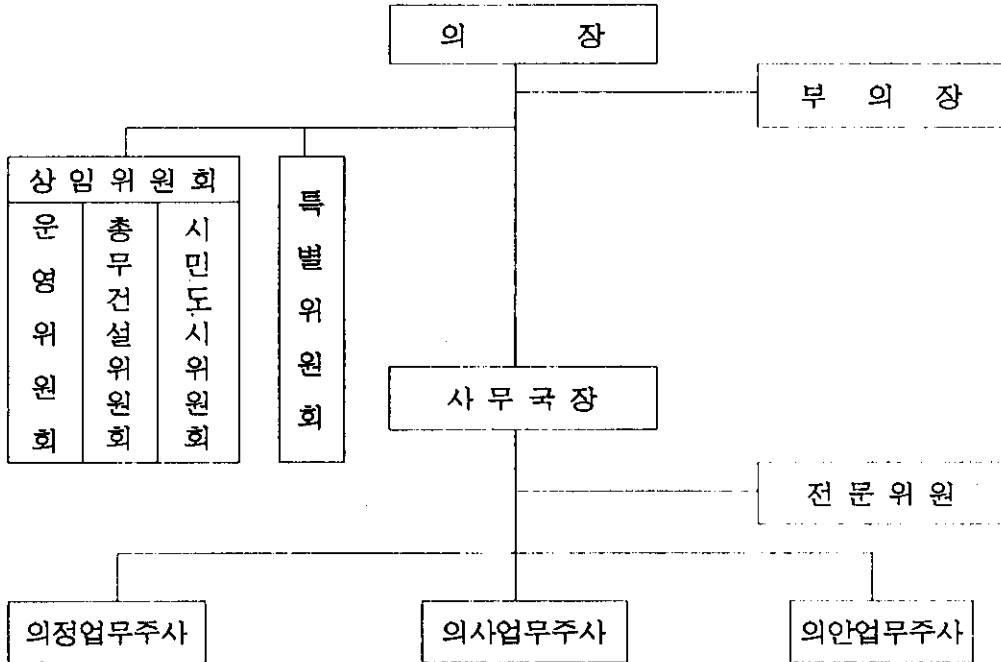 의 장
부 의 장
상 임 위 원 회
운영위원회
총무건설위원회
시민도시위원회
특별위원회
사 무 국 장
전 문 위 원
의정업무주사
의사업무주사
의안업무주사